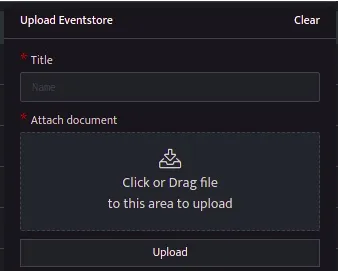 Upload Eventstore Clear
* Title
Name
* Attach document
Click or Drag file
to this area to upload
Upload